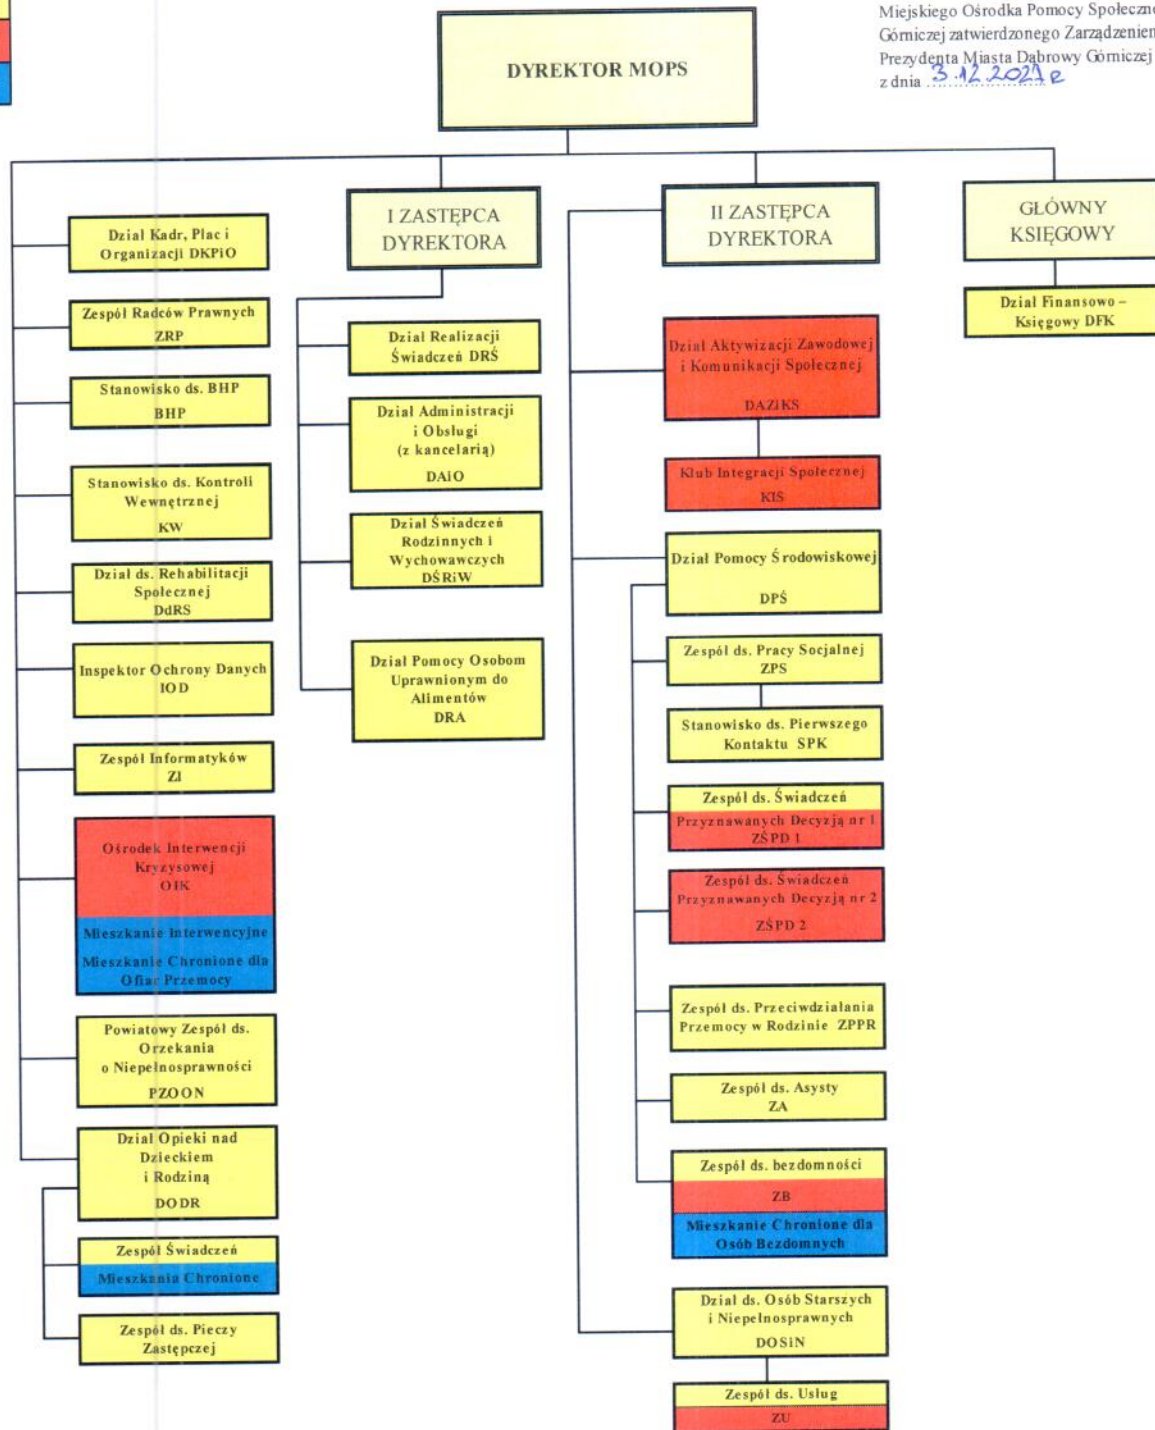 Miejskiego Ośrodka Pomocy Społeczne
Górniczej zatwierdzonego Zarządzeniem
Prezydenta Miasta Dąbrowy Górniczej
z dnia 3.12.2021 r
DYREKTOR MOPS
Dział Kadr, Płac i
Organizacji DKPiO
Zespół Radców Prawnych
ZRP
Stanowisko ds. BHP
BHP
Stanowisko ds. Kontroli
Wewnętrznej
KW
Dział ds. Rehabilitacji
Społecznej
DdRS
Inspektor Ochrony Danych
IOD
Zespół Informatyków
ZI
Ośrodek Interwencji
Kryzysowej
OIK
Mieszkanie Interwencyjne
Mieszkanie Chronione dla
Ofiar Przemocy
Powiatowy Zespół ds.
Orzekania
o Niepełnosprawności
PZOON
Dział Opieki nad
Dzieckiem
i Rodziną
DODR
Zespół Świadczeń
Mieszkania Chronione
Zespół ds. Pieczy
Zastępczej
I ZASTĘPCA
DYREKTORA
Dział Realizacji
Świadczeń DRŚ
Dział Administracji
i Obsługi
(z kancelarią)
DAiO
Dział Świadczeń
Rodzinnych i
Wychowawczych
DŚRiW
Dział Pomocy Osobom
Uprawnionym do
Alimentów
DRA
II ZASTĘPCA
DYREKTORA
Dział Aktywizacji Zawodowej
i Komunikacji Społecznej
DAZiKS
Klub Integracji Społecznej
KIS
Dział Pomocy Środowiskowej
DPŚ
Zespół ds. Pracy Socjalnej
ZPS
Stanowisko ds. Pierwszego
Kontaktu SPK
Zespół ds. Świadczeń
Przyznawanych Decyzją nr 1
ZŚPD 1
Zespół ds. Świadczeń
Przyznawanych Decyzją nr 2
ZŚPD 2
Zespół ds. Przeciwdziałania
Przemocy w Rodzinie ZPPR
Zespół ds. Asysty
ZA
Zespół ds. bezdomności
ZB
Mieszkanie Chronione dla
Osób Bezdomnych
Dział ds. Osób Starszych
i Niepełnosprawnych
DOSiN
Zespół ds. Usług
ZU
GŁÓWNY
KSIĘGOWY
Dział Finansowo –
Księgowy DFK